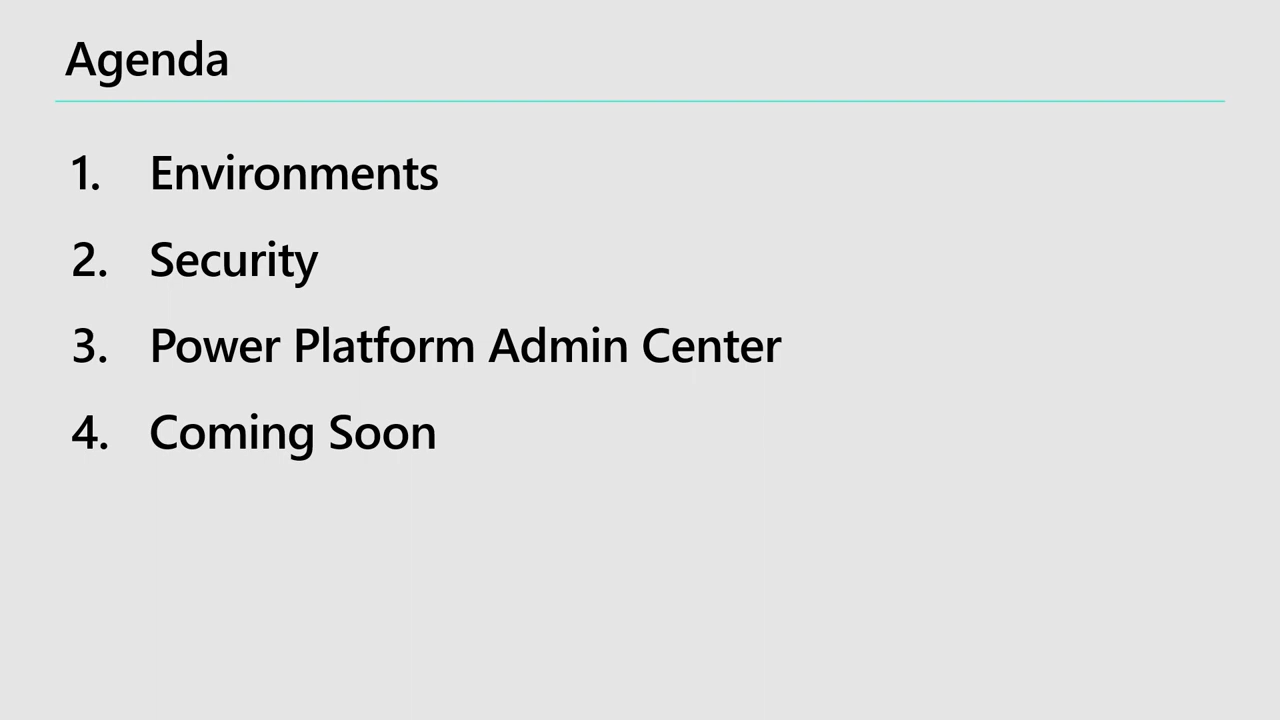 Agenda
1. Environments
2. Security
3. Power Platform Admin Center
4. Coming Soon